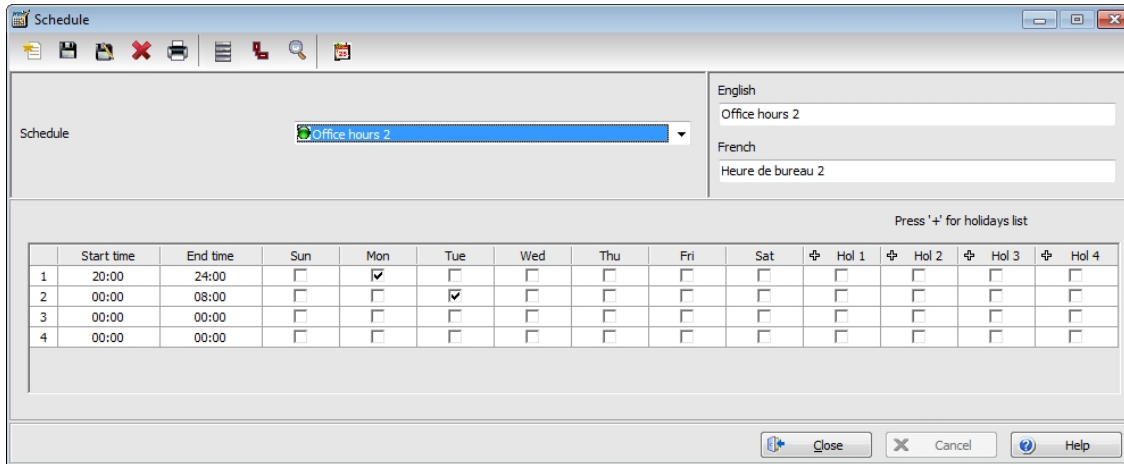 Schedule
25
English
Office hours 2
Schedule
Office hours 2
French
Heure de bureau 2
Press '+' for holidays list
Start time End time Sun Mon Tue Wed Thu Fri Sat Hol 1 Hol 2 Hol 3 Hol 4
1 20:00 24:00
2 00:00 08:00
3 00:00 00:00
4 00:00 00:00
Close Cancel Help